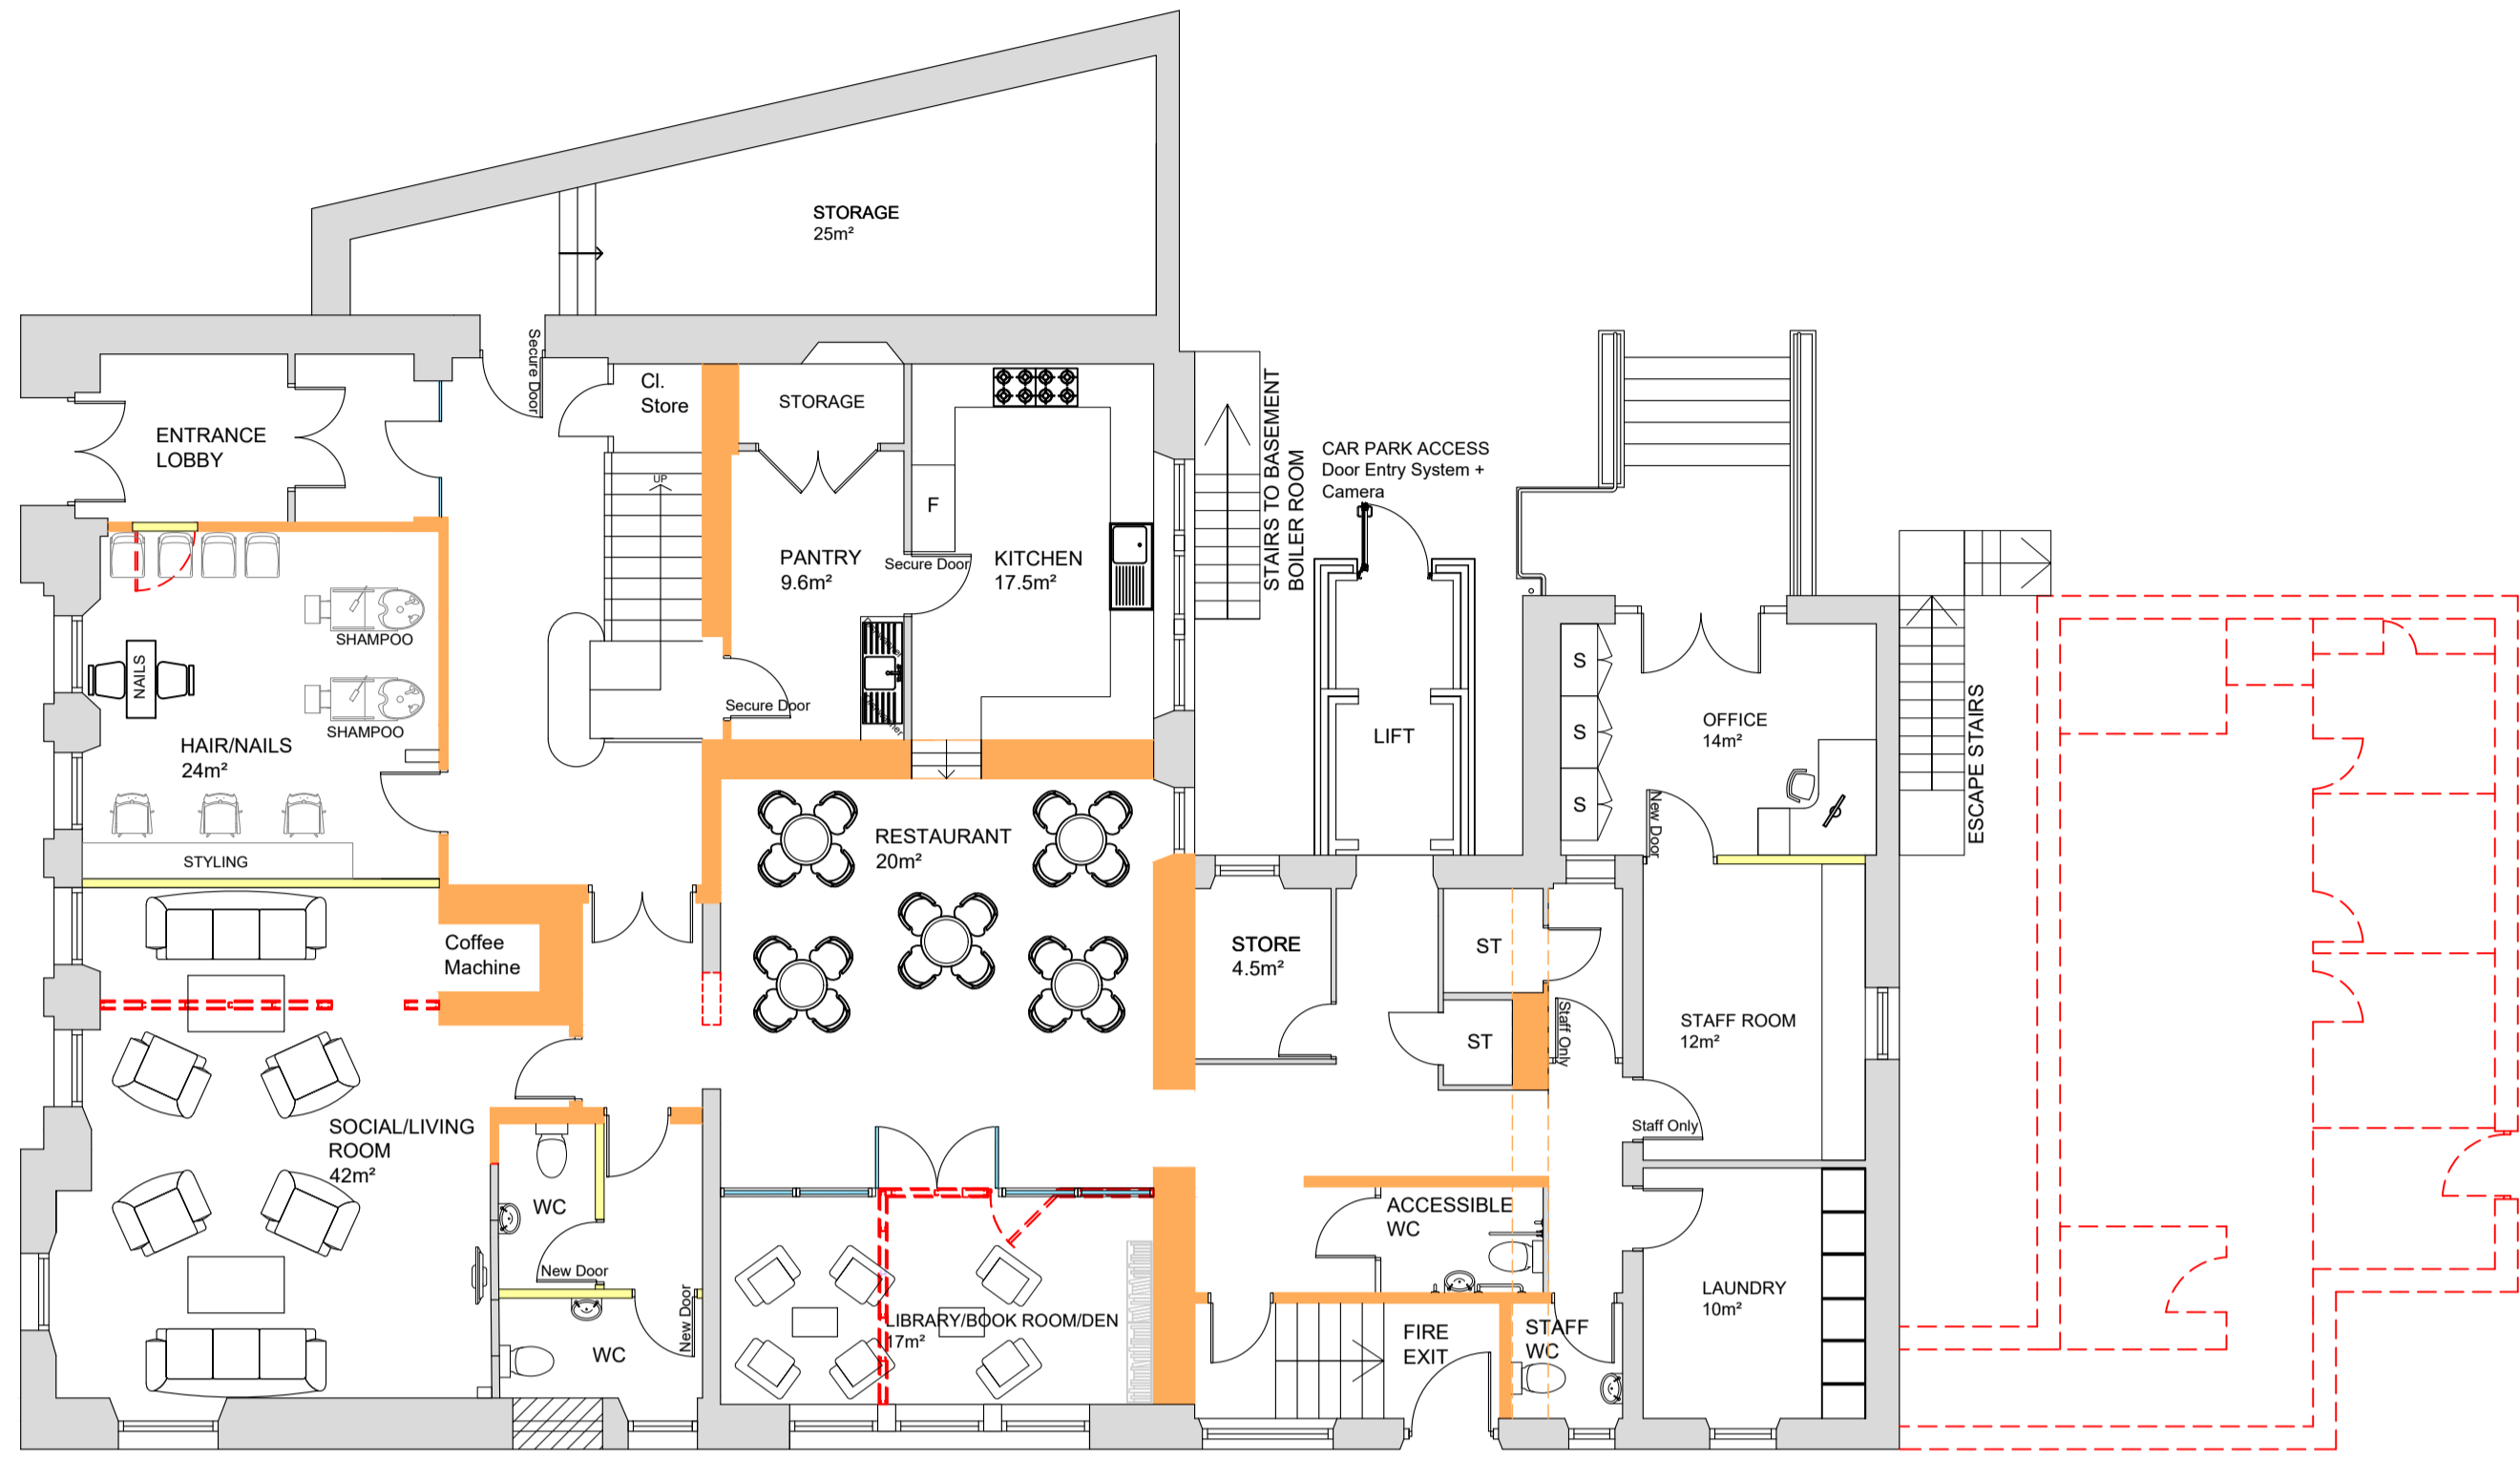 STORAGE
25m²
Secure Door
Cl.
Store
STORAGE
ENTRANCE
LOBBY
UP
F
PANTRY
9.6m²
Secure Door
KITCHEN
17.5m²
STAIRS TO BASEMENT
BOILER ROOM
CAR PARK ACCESS
Door Entry System +
Camera
SHAMPOO
NAILS
SHAMPOO
HAIR/NAILS
24m²
Secure Door
LIFT
S
S
S
OFFICE
14m²
ESCAPE STAIRS
New Door
STYLING
RESTAURANT
20m²
Coffee
Machine
STORE
4.5m²
ST
ST
Staff Only
STAFF ROOM
12m²
Staff Only
SOCIAL/LIVING
ROOM
42m²
WC
New Door
New Door
WC
LIBRARY/BOOK ROOM/DEN
17m²
ACCESSIBLE
WC
FIRE
EXIT
STAFF
WC
LAUNDRY
10m²